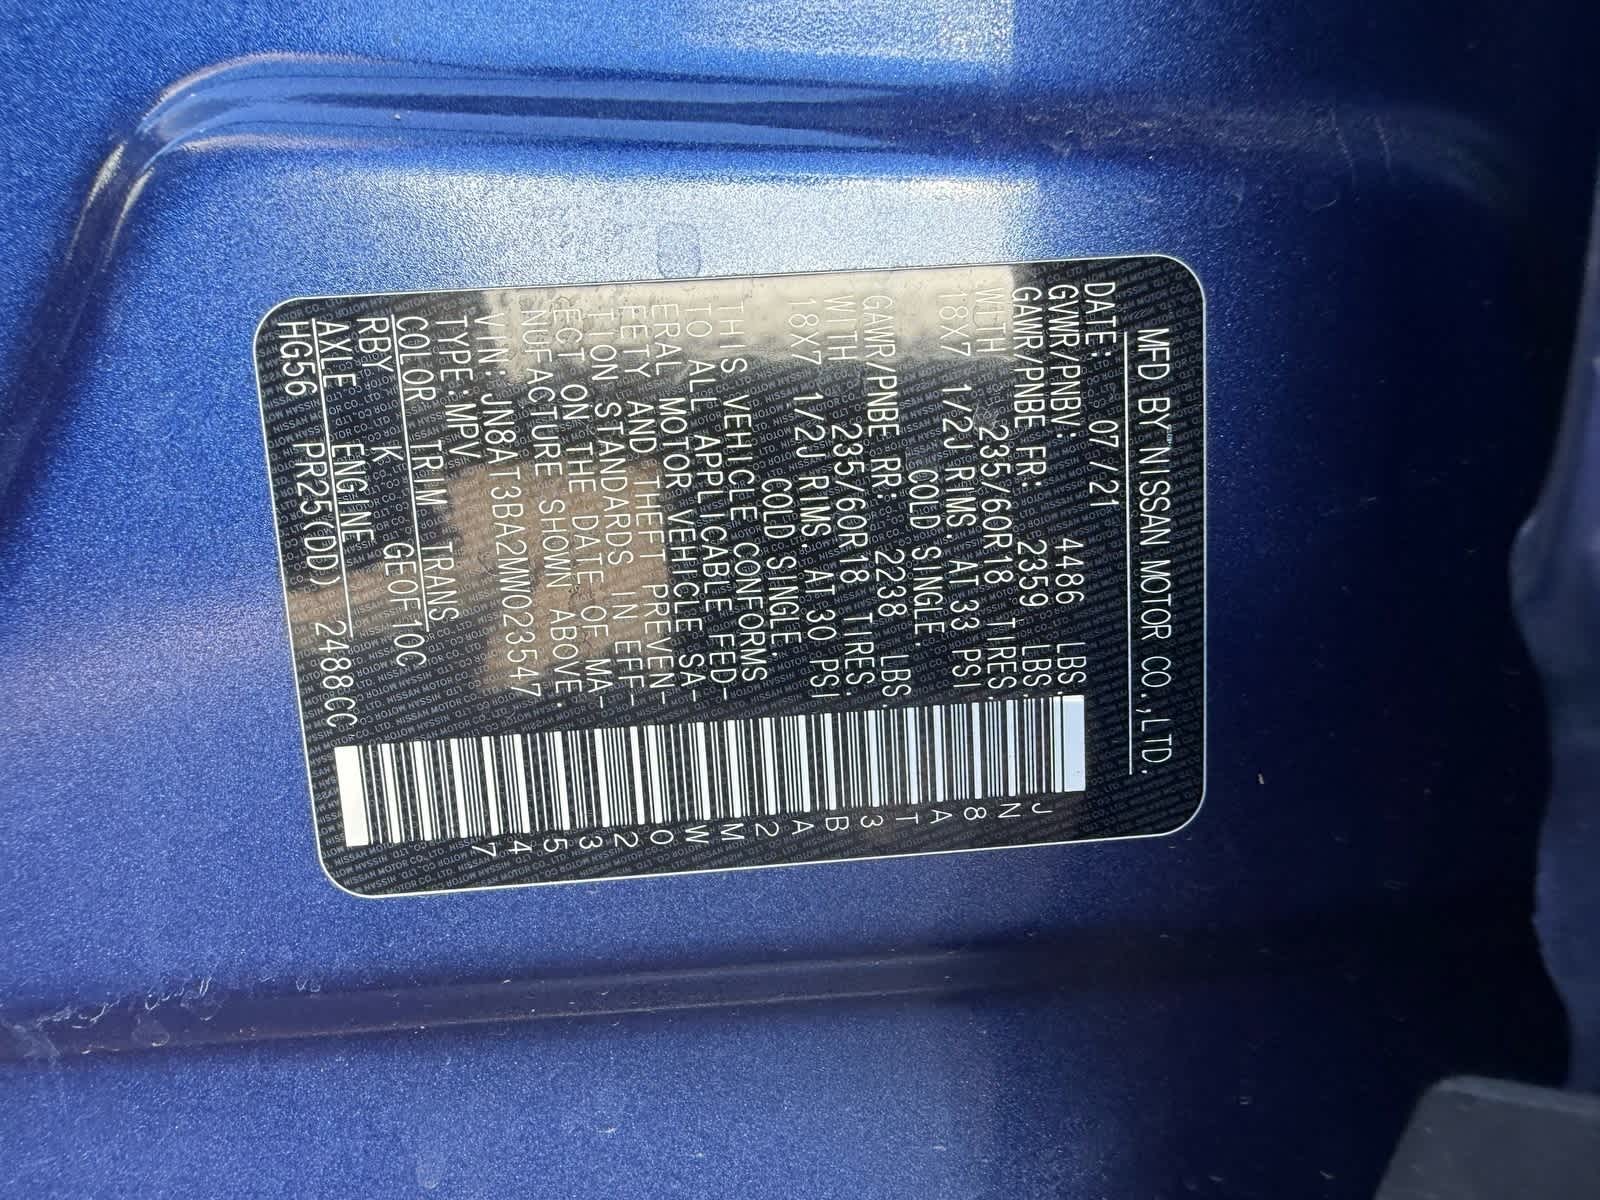 MFD BY NISSAN MOTOR CO.,LTD.
DATE: 07/21
GVWR/PNBV: 4486 LBS
GAWR/PNBE FR: 2359 LBS
WITH 235/60R18 TIRES
18X7 1/2J RIMS. AT 33 PSI
COLD SINGLE.
GAWR/PNBE RR: 2238 LBS.
WITH 235/60R18 TIRES.
18X7 1/2J RIMS. AT 30 PSI
COLD SINGLE.
THIS VEHICLE CONFORMS
TO ALL APPLICABLE FED-
ERAL MOTOR VEHICLE SA-
FETY AND THEFT PREVEN-
TION STANDARDS IN EFF-
ECT ON THE DATE OF MA-
NUFACTURE SHOWN ABOVE.
VIN: JN8AT3BA2MW023547
TYPE:MPV
COLOR TRIM TRANS
RBY K GE0F10C
AXLE ENGINE
HG56 PR25(DD) 2488CC
JN8AT3BA2MW023547